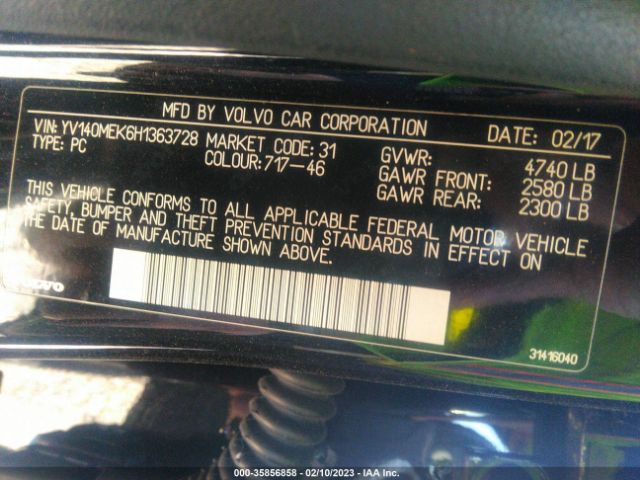 MFD BY VOLVO CAR CORPORATION DATE: 02/17
VIN: YV140MEK6H1363728 MARKET CODE: 31 GVWR: 4740 LB
TYPE: PC COLOUR: 717-46 GAWR FRONT: 2580 LB
GAWR REAR: 2300 LB
THIS VEHICLE CONFORMS TO ALL APPLICABLE FEDERAL MOTOR VEHICLE
SAFETY, BUMPER AND THEFT PREVENTION STANDARDS IN EFFECT ON
THE DATE OF MANUFACTURE SHOWN ABOVE.
VOLVO
31416040
000-35856858 — 02/10/2023 — IAA Inc.